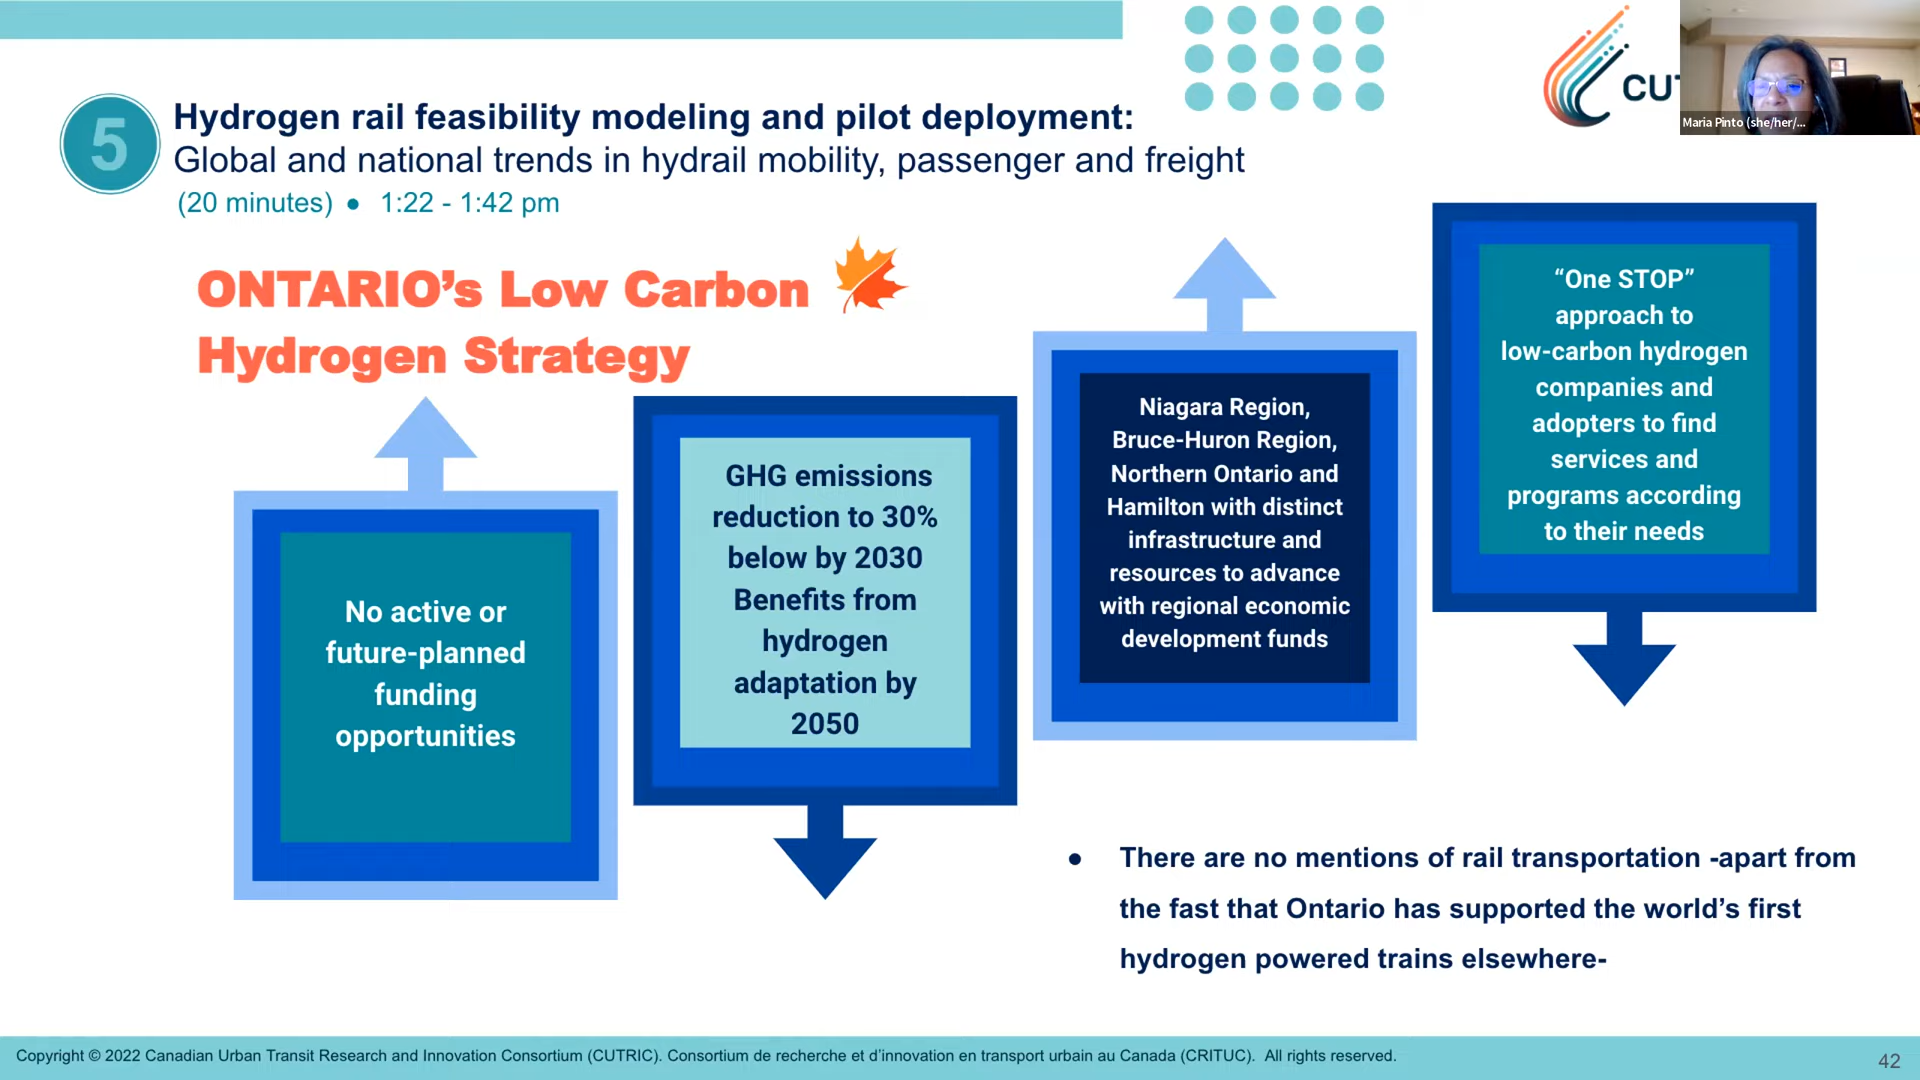 CUT
Maria Pinto (she/her/...
5
Hydrogen rail feasibility modeling and pilot deployment:
Global and national trends in hydrail mobility, passenger and freight
(20 minutes) ● 1:22 - 1:42 pm
ONTARIO’s Low Carbon
Hydrogen Strategy
No active or
future-planned
funding
opportunities
GHG emissions
reduction to 30%
below by 2030
Benefits from
hydrogen
adaptation by
2050
Niagara Region,
Bruce-Huron Region,
Northern Ontario and
Hamilton with distinct
infrastructure and
resources to advance
with regional economic
development funds
“One STOP”
approach to
low-carbon hydrogen
companies and
adopters to find
services and
programs according
to their needs
● There are no mentions of rail transportation -apart from
the fast that Ontario has supported the world’s first
hydrogen powered trains elsewhere-
Copyright © 2022 Canadian Urban Transit Research and Innovation Consortium (CUTRIC). Consortium de recherche et d’innovation en transport urbain au Canada (CRITUC). All rights reserved.
42